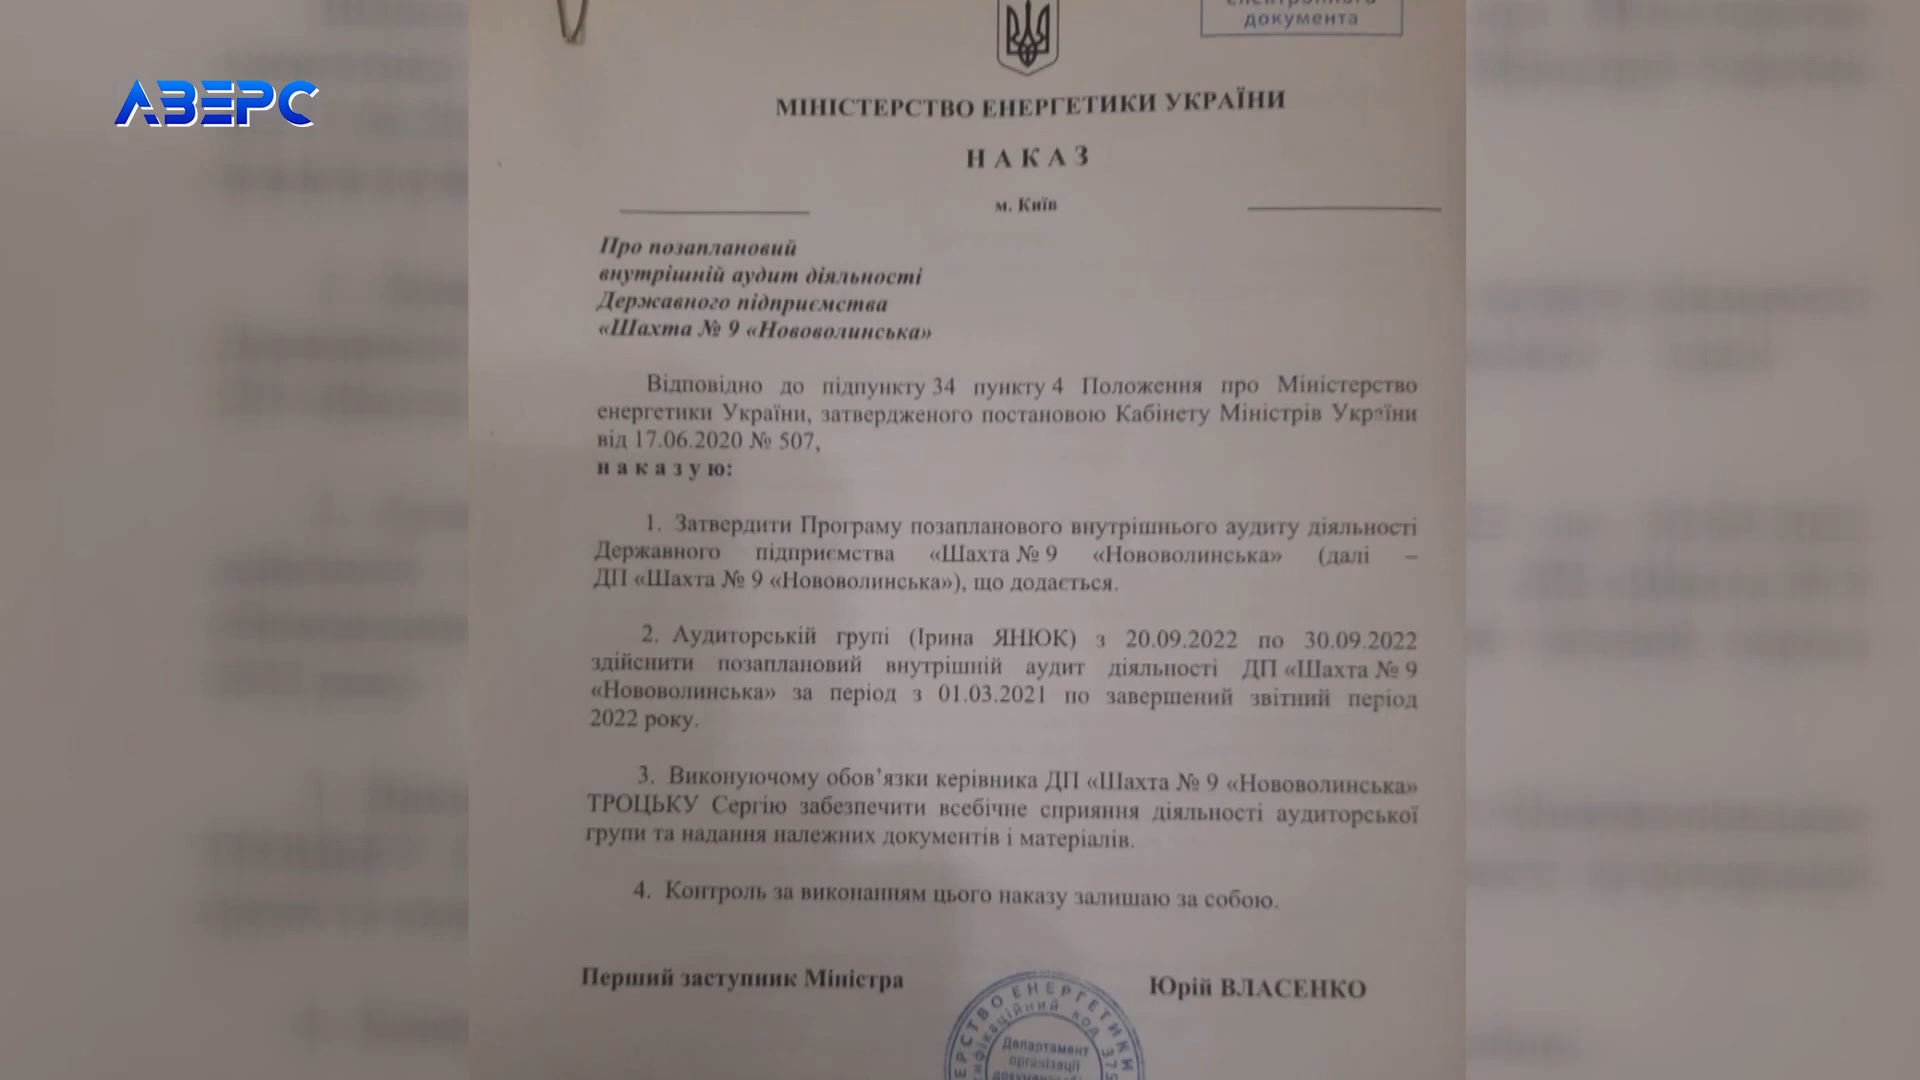 документа
АВЕРС
МІНІСТЕРСТВО ЕНЕРГЕТИКИ УКРАЇНИ
НАКАЗ
м. Київ
Про позаплановий
внутрішній аудит діяльності
Державного підприємства
«Шахта № 9 «Нововолинська»
Відповідно до підпункту 34 пункту 4 Положення про Міністерство
енергетики України, затвердженого постановою Кабінету Міністрів України
від 17.06.2020 № 507,
наказую:
1. Затвердити Програму позапланового внутрішнього аудиту діяльності
Державного підприємства «Шахта № 9 «Нововолинська» (далі –
ДП «Шахта № 9 «Нововолинська»), що додається.
2. Аудиторській групі (Ірина ЯНЮК) з 20.09.2022 по 30.09.2022
здійснити позаплановий внутрішній аудит діяльності ДП «Шахта № 9
«Нововолинська» за період з 01.03.2021 по завершений звітний період
2022 року.
3. Виконуючому обов’язки керівника ДП «Шахта № 9 «Нововолинська»
ТРОЦЬКУ Сергію забезпечити всебічне сприяння діяльності аудиторської
групи та надання належних документів і матеріалів.
4. Контроль за виконанням цього наказу залишаю за собою.
Перший заступник Міністра
Юрій ВЛАСЕНКО
ЕНЕРГЕТИКИ
код
Департамент
організації